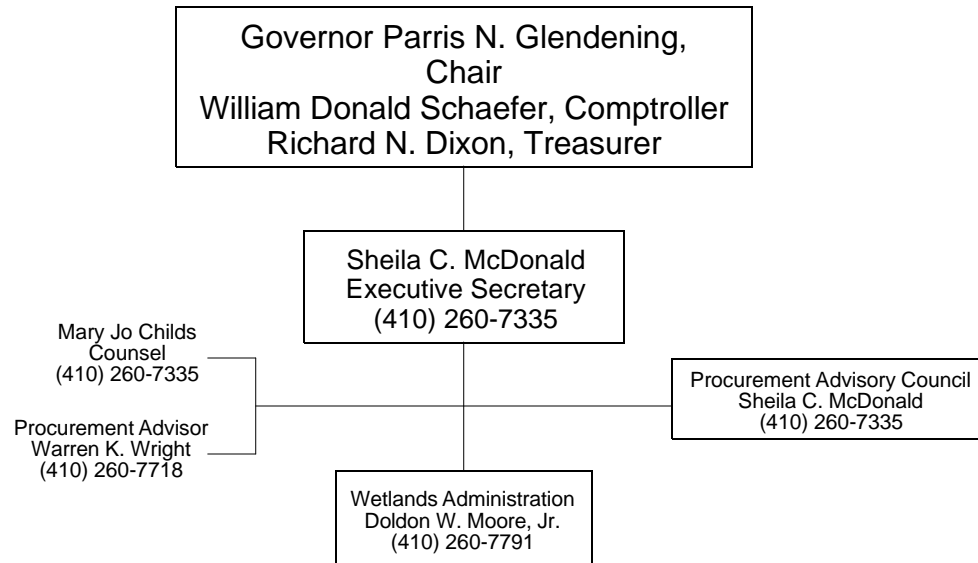 Governor Parris N. Glendening,
Chair
William Donald Schaefer, Comptroller
Richard N. Dixon, Treasurer
Sheila C. McDonald
Executive Secretary
(410) 260-7335
Mary Jo Childs
Counsel
(410) 260-7335
Procurement Advisor
Warren K. Wright
(410) 260-7718
Procurement Advisory Council
Sheila C. McDonald
(410) 260-7335
Wetlands Administration
Doldon W. Moore, Jr.
(410) 260-7791